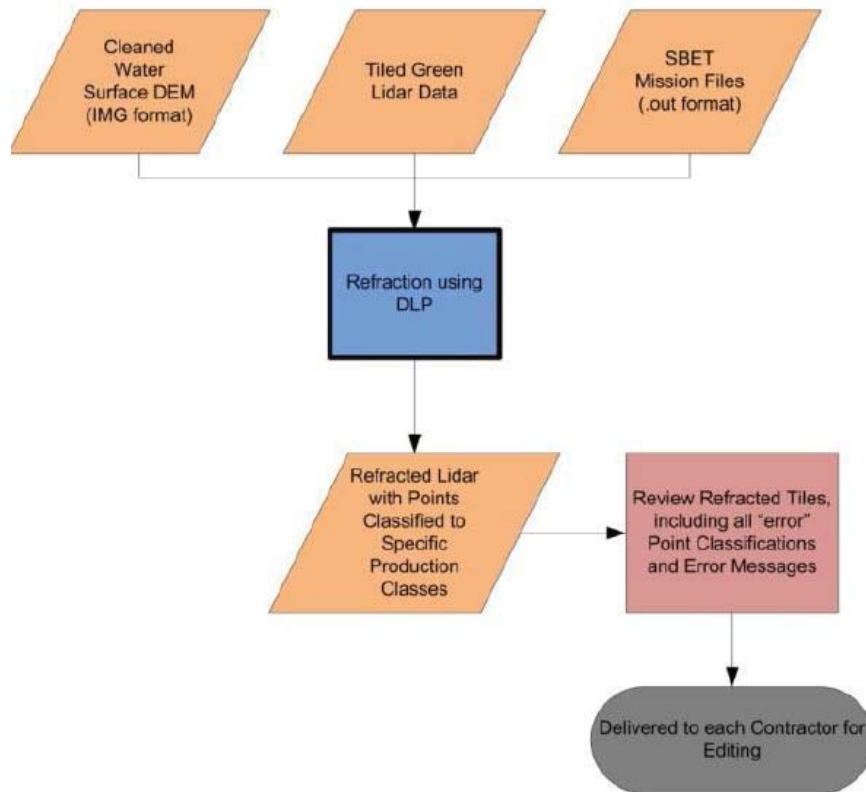 Cleaned
Water
Surface DEM
(IMG format)
Tiled Green
Lidar Data
SBET
Mission Files
(.out format)
Refraction using
DLP
Refracted Lidar
with Points
Classified to
Specific
Production
Classes
Review Refracted Tiles,
including all “error”
Point Classifications
and Error Messages
Delivered to each Contractor for
Editing